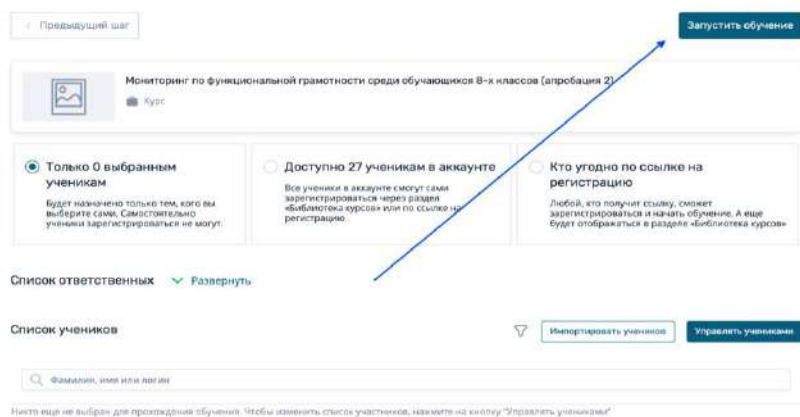 Предыдущий шаг
Запустить обучение
Мониторинг по функциональной грамотности среди обучающихся 8-х классов (апробация 2)
Курс
Только 0 выбранным
ученикам
Будет назначено только тем, кого вы
выберите сами. Самостоятельно
ученики зарегистрироваться не могут.
Доступно 27 ученикам в аккаунте
Все ученики в аккаунте смогут сами
зарегистрироваться через раздел
«Библиотека курсов» или по ссылке на
регистрацию
Кто угодно по ссылке на
регистрацию
Любой, кто получит ссылку, сможет
зарегистрироваться и начать обучение. А еще
будет отображаться в разделе «Библиотека курсов»
Список ответственных Развернуть
Список учеников
Импортировать учеников
Управлять учениками
Фамилия, имя или логин
Никто еще не выбран для прохождения обучения. Чтобы изменить список участников, нажмите на кнопку "Управлять учениками"